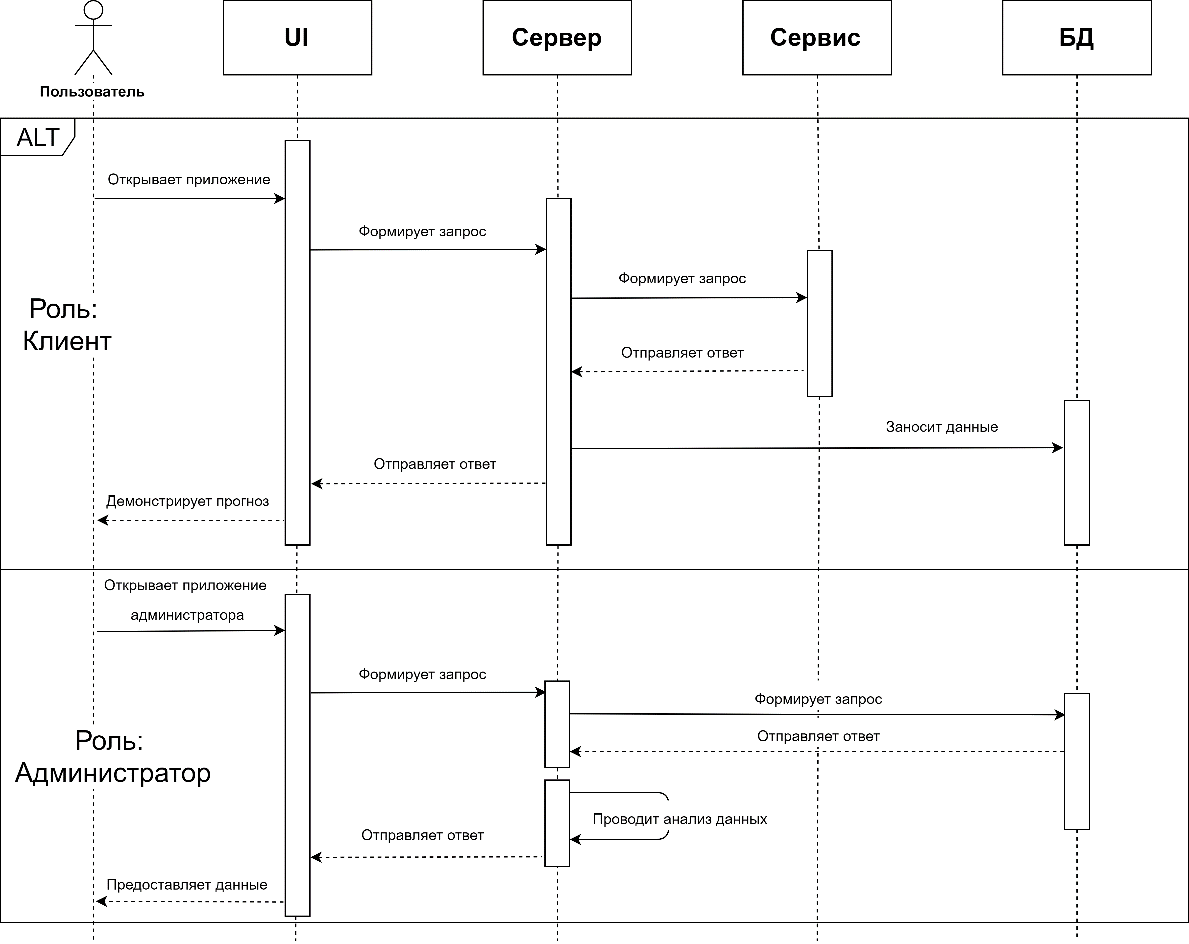 Пользователь
UI
Сервер
Сервис
БД
ALT
Открывает приложение
Формирует запрос
Формирует запрос
Роль:
Клиент
Отправляет ответ
Заносит данные
Отправляет ответ
Демонстрирует прогноз
Открывает приложение
администратора
Формирует запрос
Формирует запрос
Отправляет ответ
Роль:
Администратор
Проводит анализ данных
Отправляет ответ
Предоставляет данные